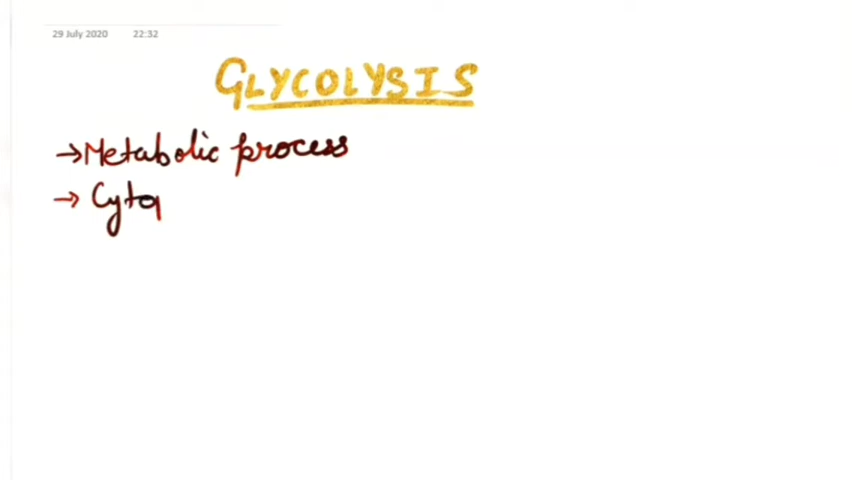 29 July 2020 22:32
GLYCOLYSIS
→Metabolic process
→ Cyto